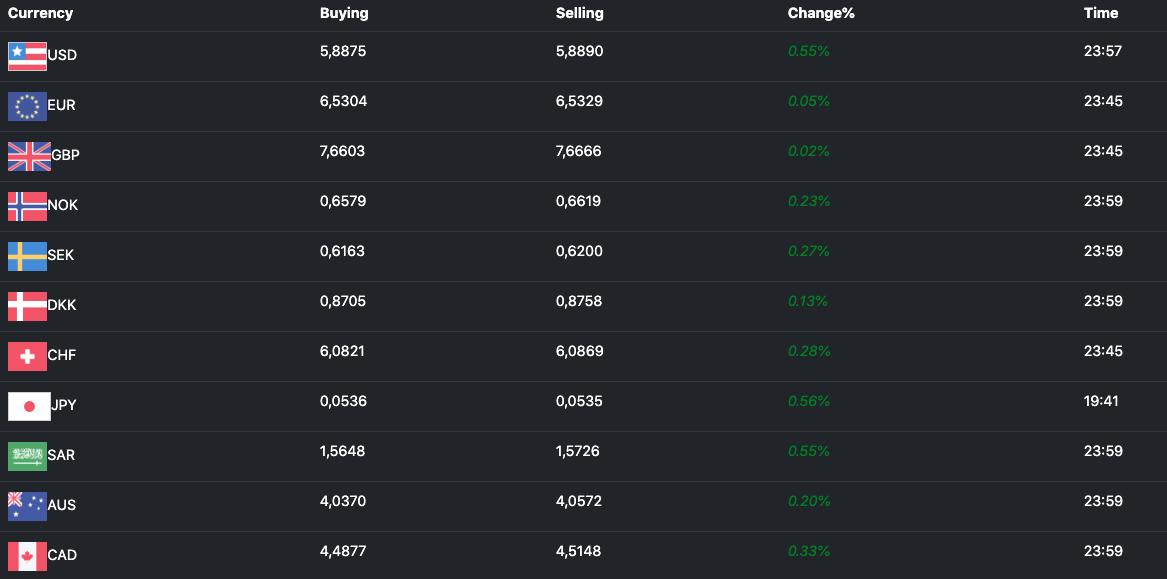 Currency Buying Selling Change% Time
USD 5,8875 5,8890 0.55% 23:57
EUR 6,5304 6,5329 0.05% 23:45
GBP 7,6603 7,6666 0.02% 23:45
NOK 0,6579 0,6619 0.23% 23:59
SEK 0,6163 0,6200 0.27% 23:59
DKK 0,8705 0,8758 0.13% 23:59
CHF 6,0821 6,0869 0.28% 23:45
JPY 0,0536 0,0535 0.56% 19:41
SAR 1,5648 1,5726 0.55% 23:59
AUS 4,0370 4,0572 0.20% 23:59
CAD 4,4877 4,5148 0.33% 23:59